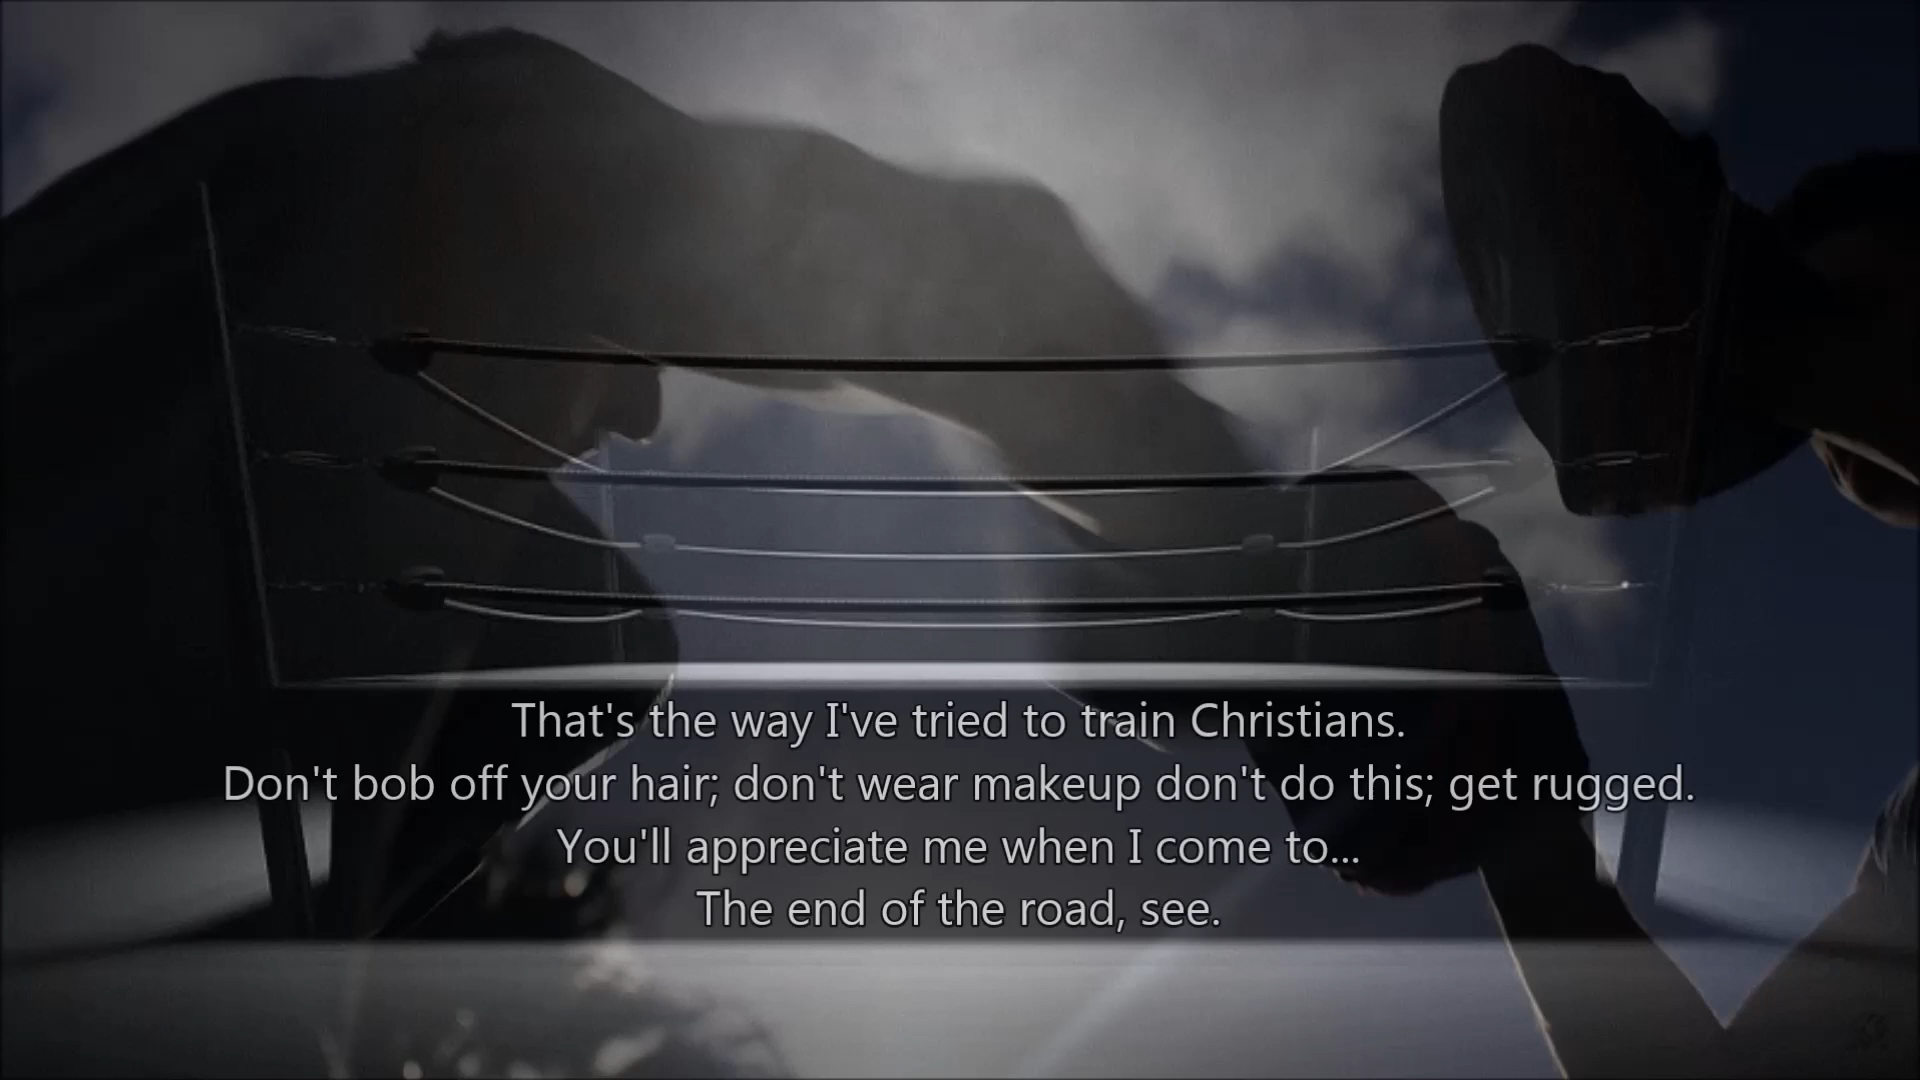 That's the way I've tried to train Christians.
Don't bob off your hair; don't wear makeup don't do this; get rugged.
You'll appreciate me when I come to...
The end of the road, see.